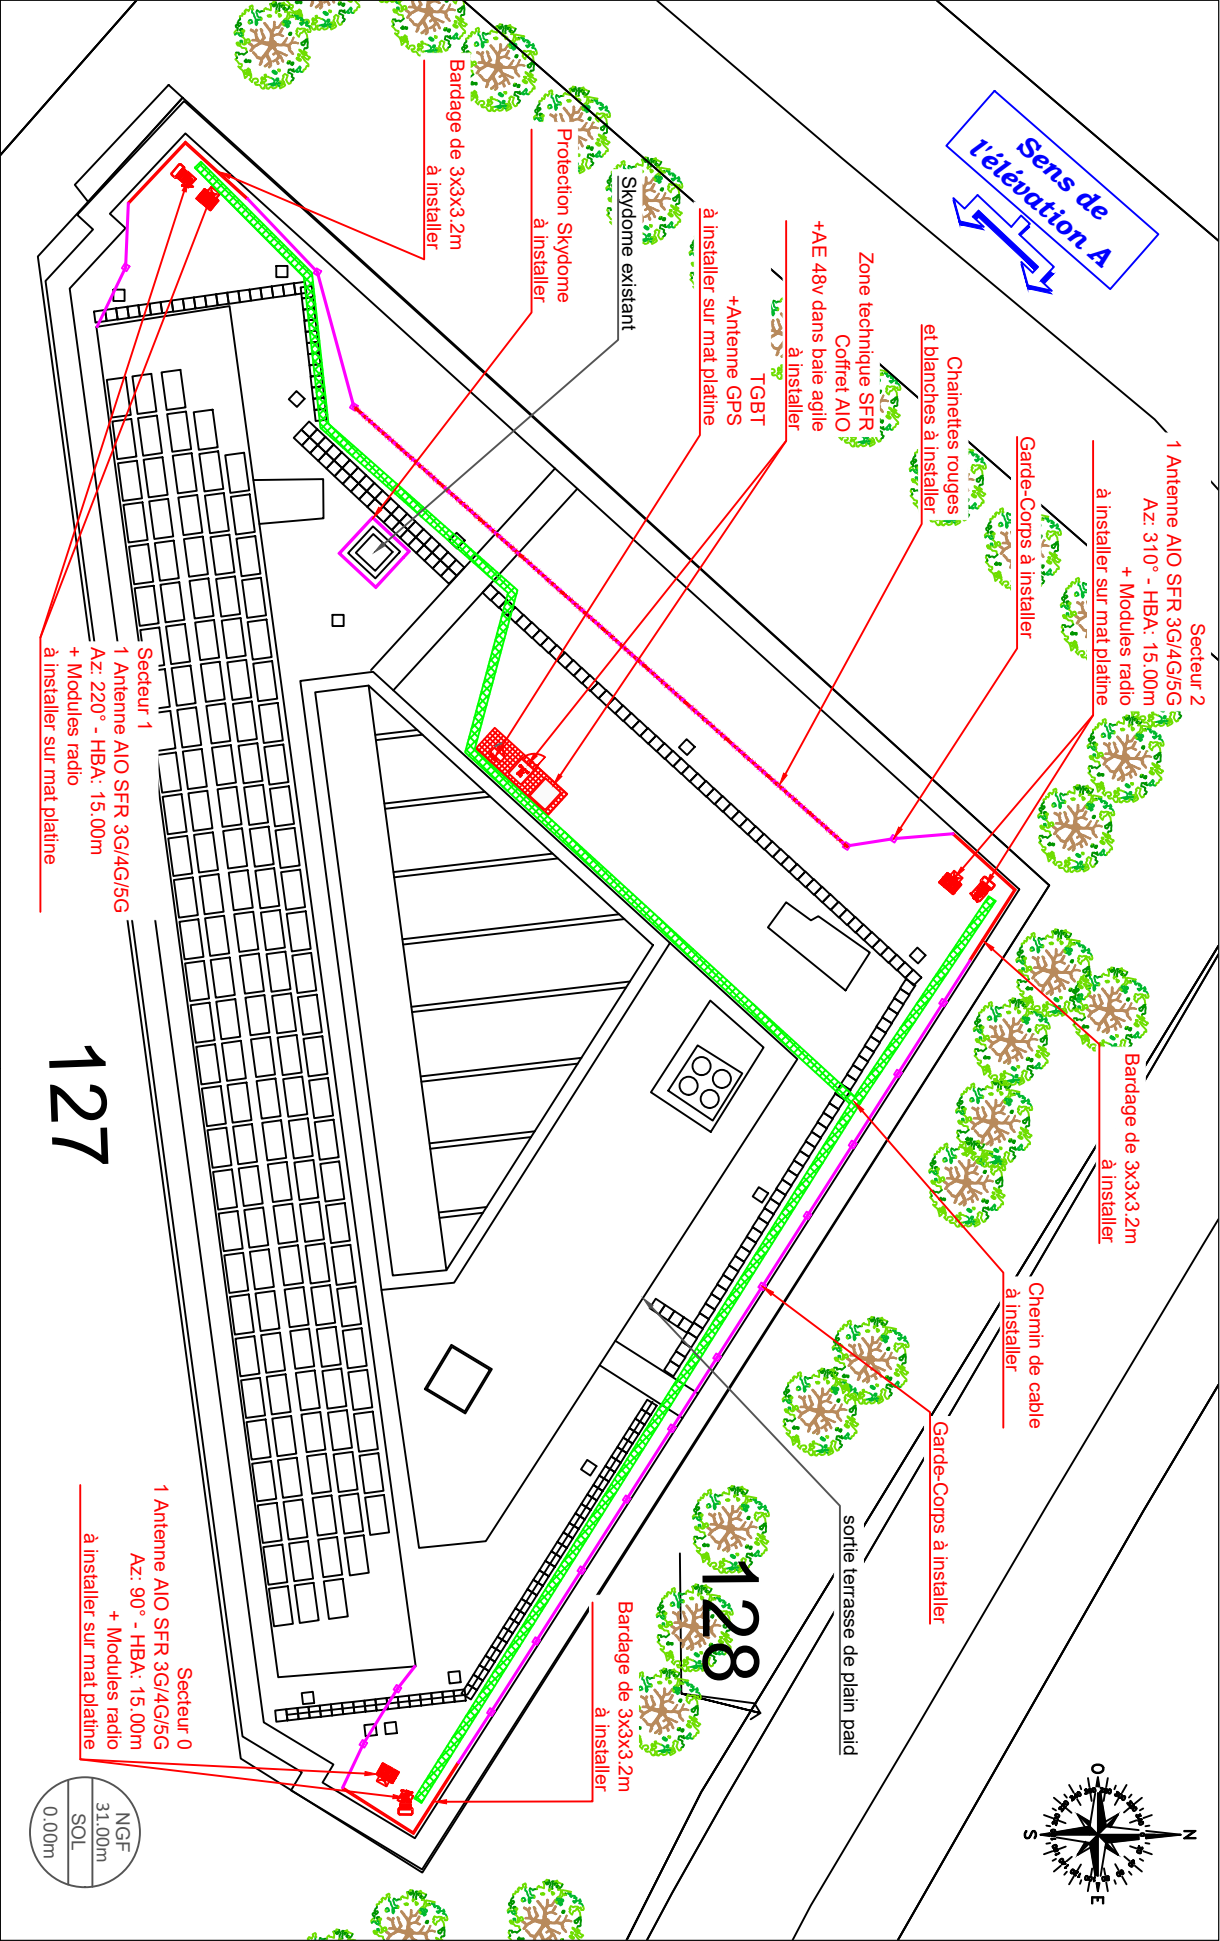 Sens de
l'élévation A
Secteur 2
1 Antenne AIO SFR 3G/4G/5G
Az: 310° - HBA: 15.00m
+ Modules radio
à installer sur mat platine
Garde-Corps à installer
Chainettes rouges
et blanches à installer
Zone technique SFR
Coffret AIO
+AE 48v dans baie agile
à installer
TGBT
+Antenne GPS
à installer sur mat platine
Skydome existant
Protection Skydome
à installer
Bardage de 3x3x3.2m
à installer
Bardage de 3x3x3.2m
à installer
Chemin de cable
à installer
Garde-Corps à installer
sortie terrasse de plain paid
128
Bardage de 3x3x3.2m
à installer
Secteur 1
1 Antenne AIO SFR 3G/4G/5G
Az: 220° - HBA: 15.00m
+ Modules radio
à installer sur mat platine
127
Secteur 0
1 Antenne AIO SFR 3G/4G/5G
Az: 90° - HBA: 15.00m
+ Modules radio
à installer sur mat platine
NGF
31.00m
SOL
0.00m
N
O
E
S